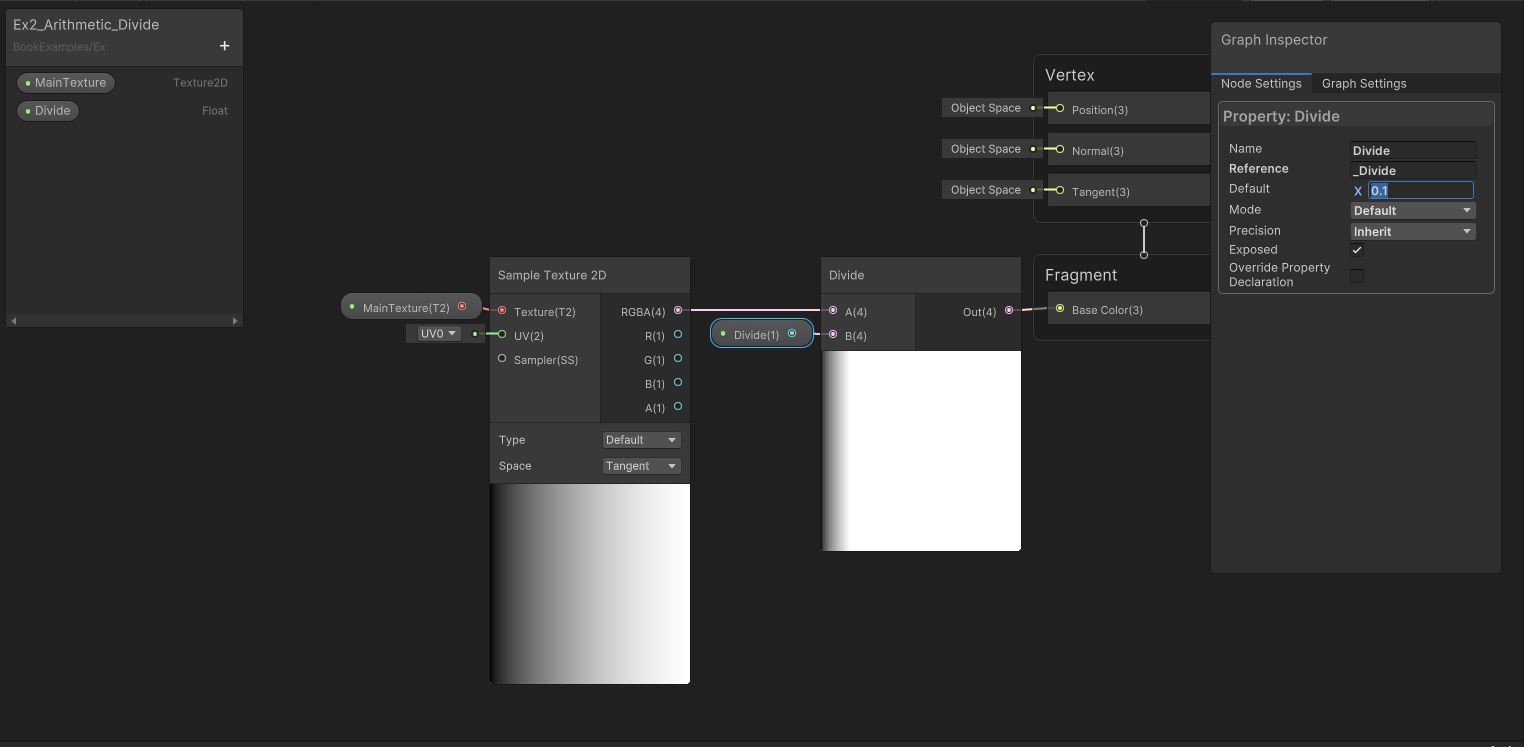 Ex2_Arithmetic_Divide
BookExamples/Ex
+
MainTexture Texture2D
Divide Float
Vertex
Object Space Position(3)
Object Space Normal(3)
Object Space Tangent(3)
Fragment
Base Color(3)
MainTexture(T2)
UV0
Sample Texture 2D
Texture(T2) RGBA(4)
UV(2) R(1)
Sampler(SS) G(1)
B(1)
A(1)
Type Default
Space Tangent
Divide(1)
Divide
A(4) Out(4)
B(4)
Graph Inspector
Node Settings Graph Settings
Property: Divide
Name Divide
Reference _Divide
Default X 0.1
Mode Default
Precision Inherit
Exposed
Override Property
Declaration